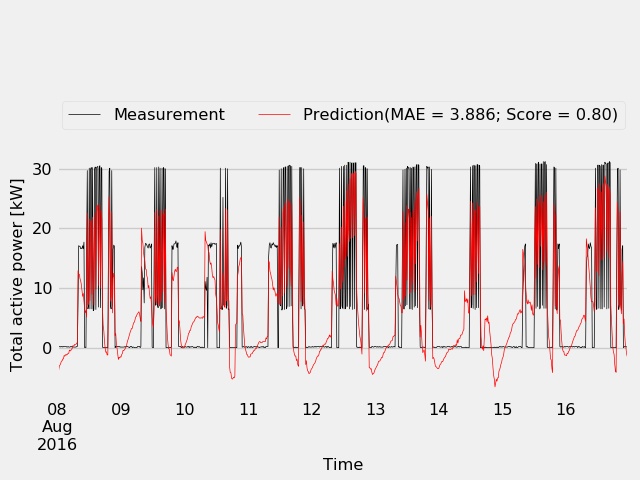 Measurement
Prediction(MAE = 3.886; Score = 0.80)
Total active power [kW]
30
20
10
0
08 09 10 11 12 13 14 15 16
Aug
2016
Time